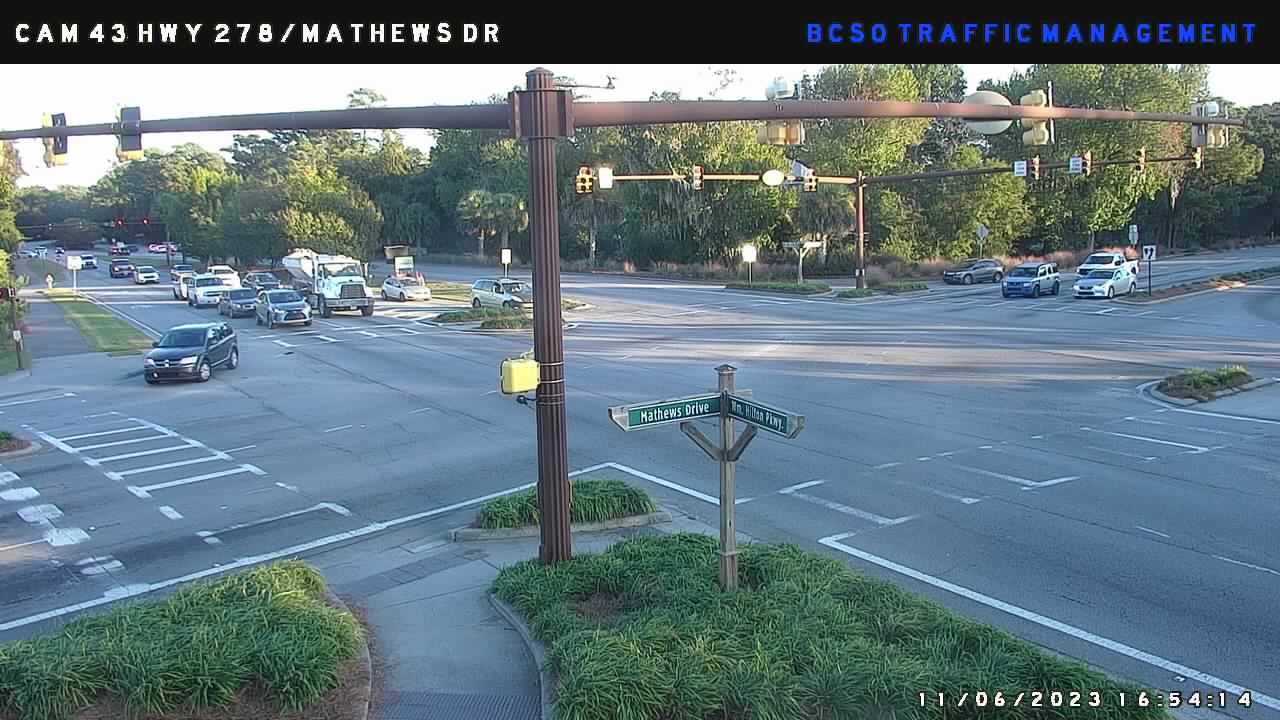 CAM 43 HWY 278/MATHEWS DR
BCSO TRAFFIC MANAGEMENT
Mathews Drive
Wm. Hilton Pkwy.
11/06/2023 16:54:14